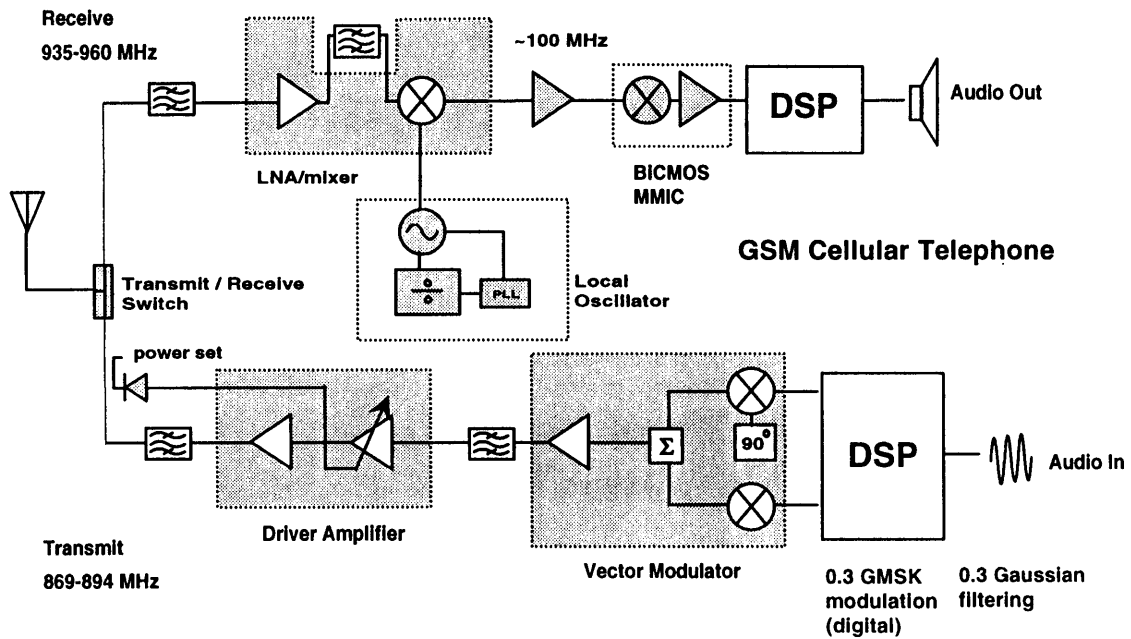 Receive
935-960 MHz
~100 MHz
DSP
Audio Out
LNA/mixer
BICMOS
MMIC
GSM Cellular Telephone
Transmit / Receive
Switch
PLL
Local
Oscillator
power set
Σ
90°
DSP
Audio In
Driver Amplifier
Vector Modulator
Transmit
869-894 MHz
0.3 GMSK
modulation
(digital)
0.3 Gaussian
filtering